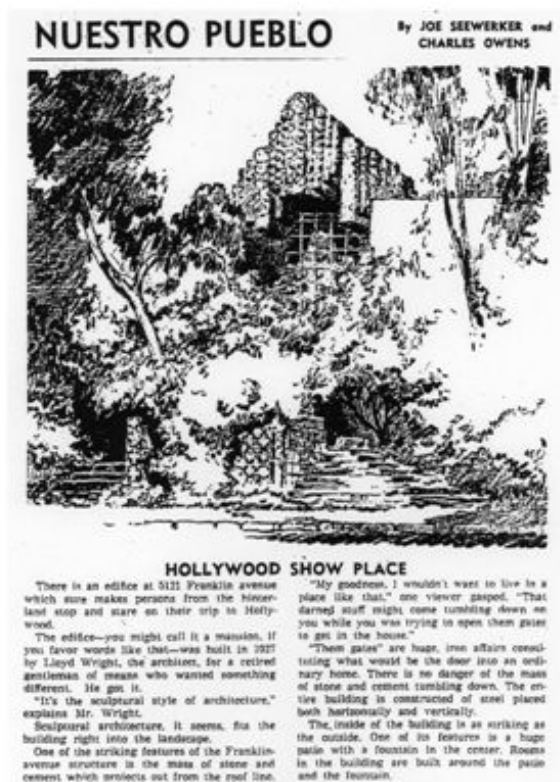 NUESTRO PUEBLO
By JOE SEEWERKER and
CHARLES OWENS
HOLLYWOOD SHOW PLACE
There is an edifice at 5121 Franklin avenue
which sure makes persons from the hinter-
land stop and stare on their trip to Holly-
wood.
The edifice—you might call it a mansion, if
you favor words like that—was built in 1927
by Lloyd Wright, the architect, for a retired
gentleman of means who wanted something
different. He got it.
"It's the sculptural style of architecture,"
explains Mr. Wright.
Sculptural architecture, it seems, fits the
building right into the landscape.
One of the striking features of the Franklin-
avenue structure is the mass of stone and
cement which projects out from the roof line.
"My goodness, I wouldn't want to live in a
place like that," one viewer gasped. "That
darned stuff might come tumbling down on
you while you was trying to open them gates
to get in the house."
"Them gates" are huge, iron affairs consti-
tuting what would be the door into an ordi-
nary home. There is no danger of the mass
of stone and cement tumbling down. The en-
tire building is constructed of steel placed
both horizontally and vertically.
The inside of the building is as striking as
the outside. One of its features is a huge
patio with a fountain in the center. Rooms
in the building are built around the patio
and the fountain.